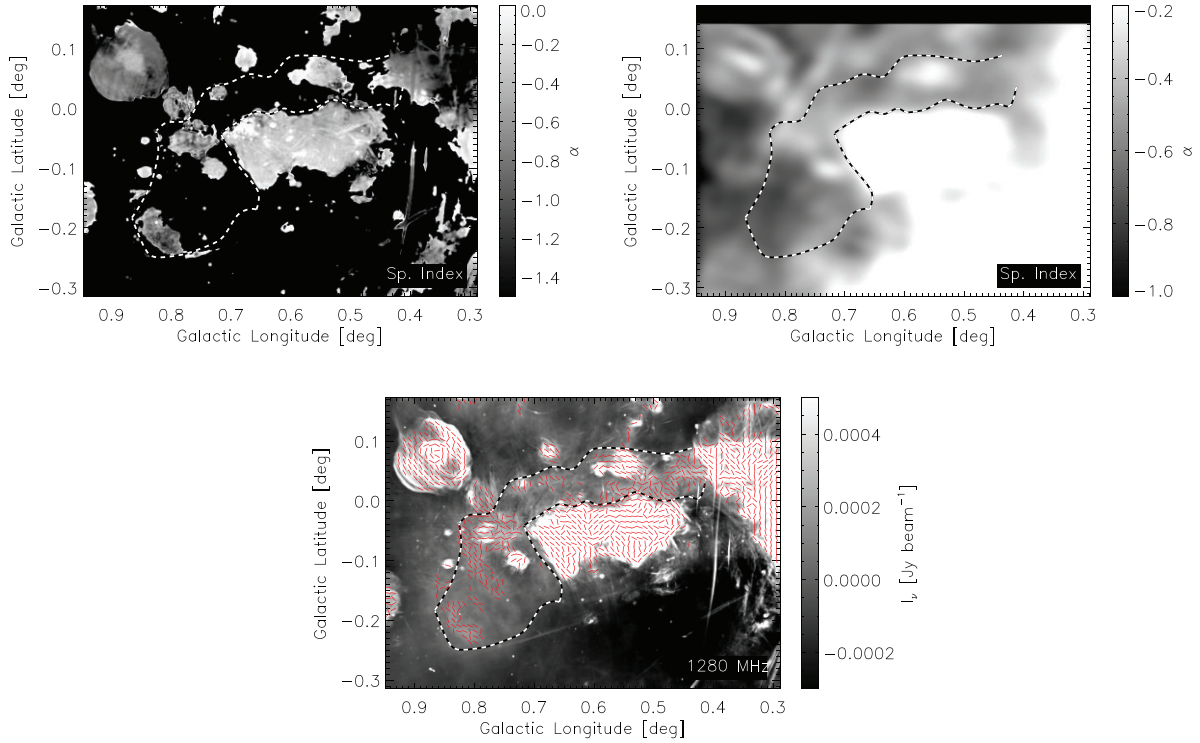 0.1
0.0
−0.1
−0.2
−0.3
Galactic Latitude [deg]
0.9 0.8 0.7 0.6 0.5 0.4 0.3
Galactic Longitude [deg]
Sp. Index
0.0
−0.2
−0.4
−0.6
−0.8
−1.0
−1.2
−1.4
α
0.1
0.0
−0.1
−0.2
−0.3
Galactic Latitude [deg]
0.9 0.8 0.7 0.6 0.5 0.4 0.3
Galactic Longitude [deg]
Sp. Index
−0.2
−0.4
−0.6
−0.8
−1.0
α
0.1
0.0
−0.1
−0.2
−0.3
Galactic Latitude [deg]
0.9 0.8 0.7 0.6 0.5 0.4 0.3
Galactic Longitude [deg]
1280 MHz
0.0004
0.0002
0.0000
−0.0002
Iν [Jy beam⁻¹]